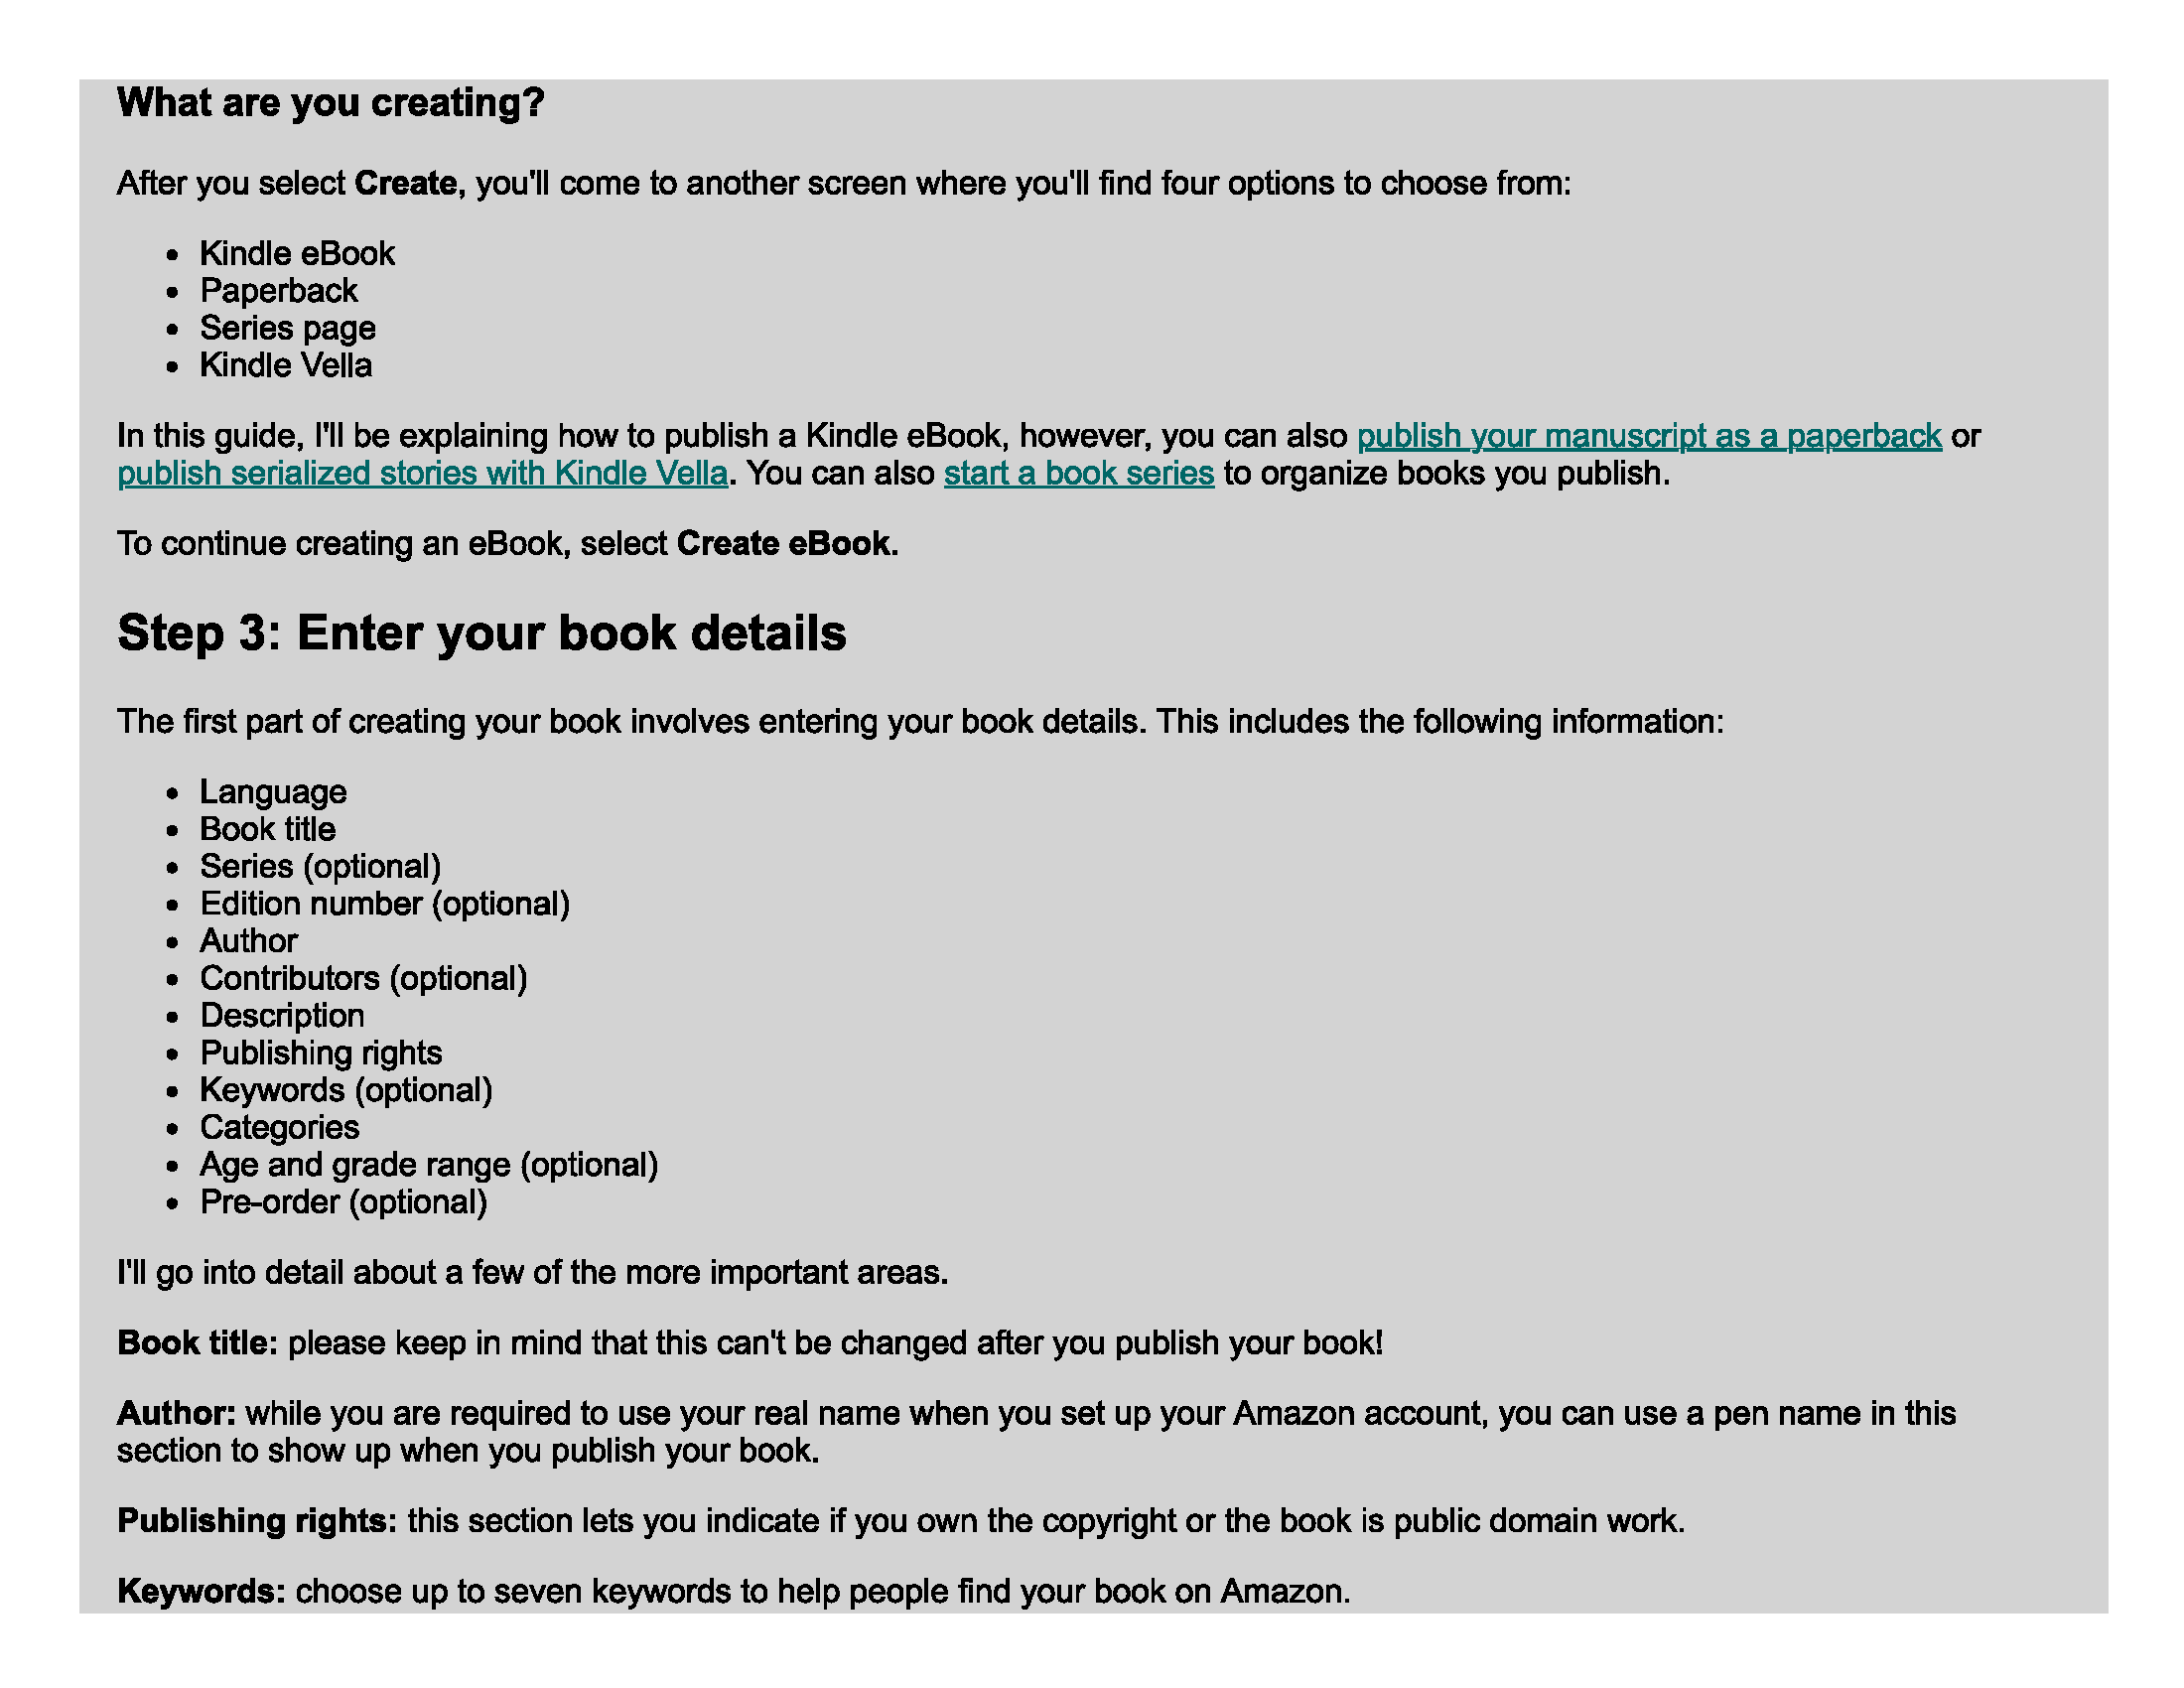 What are you creating?
After you select Create, you'll come to another screen where you'll find four options to choose from:
• Kindle eBook
• Paperback
• Series page
• Kindle Vella
In this guide, I'll be explaining how to publish a Kindle eBook, however, you can also publish your manuscript as a paperback or
publish serialized stories with Kindle Vella. You can also start a book series to organize books you publish.
To continue creating an eBook, select Create eBook.
Step 3: Enter your book details
The first part of creating your book involves entering your book details. This includes the following information:
• Language
• Book title
• Series (optional)
• Edition number (optional)
• Author
• Contributors (optional)
• Description
• Publishing rights
• Keywords (optional)
• Categories
• Age and grade range (optional)
• Pre-order (optional)
I'll go into detail about a few of the more important areas.
Book title: please keep in mind that this can't be changed after you publish your book!
Author: while you are required to use your real name when you set up your Amazon account, you can use a pen name in this
section to show up when you publish your book.
Publishing rights: this section lets you indicate if you own the copyright or the book is public domain work.
Keywords: choose up to seven keywords to help people find your book on Amazon.